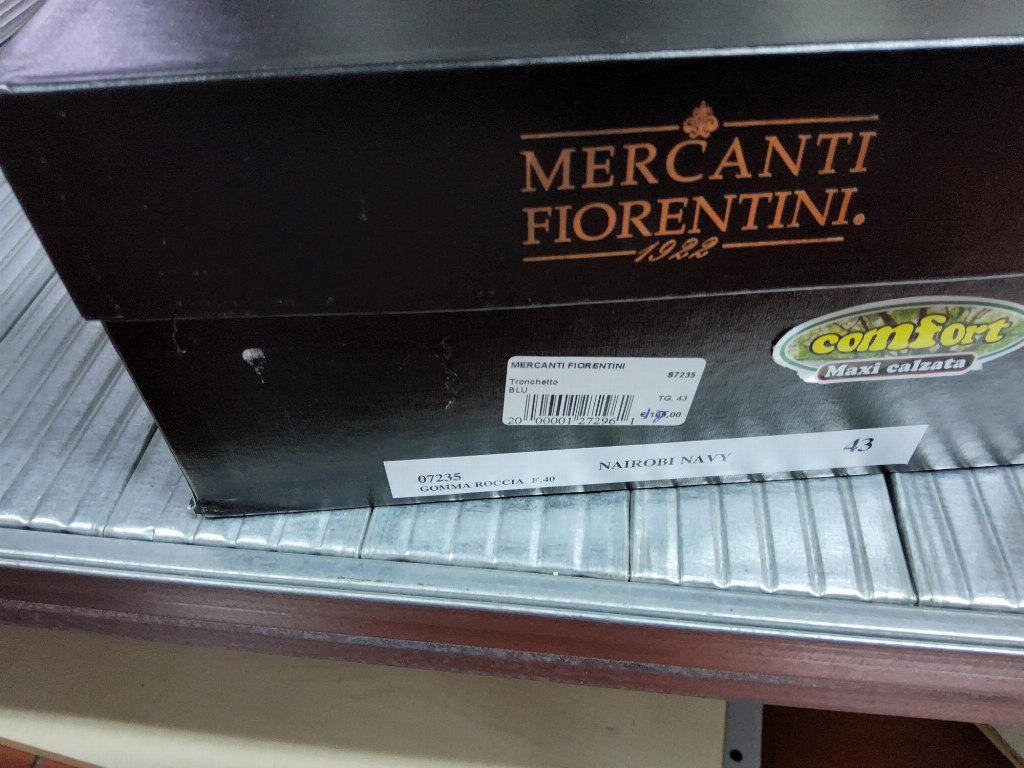 MERCANTI
FIORENTINI.
1922
comfort
Maxi calzata
MERCANTI FIORENTINI
S7235
Tronchetto
BLU
TG. 43
20 00001 27296 1
07235
NAIROBI NAVY
43
GOMMA ROCCIA F.40